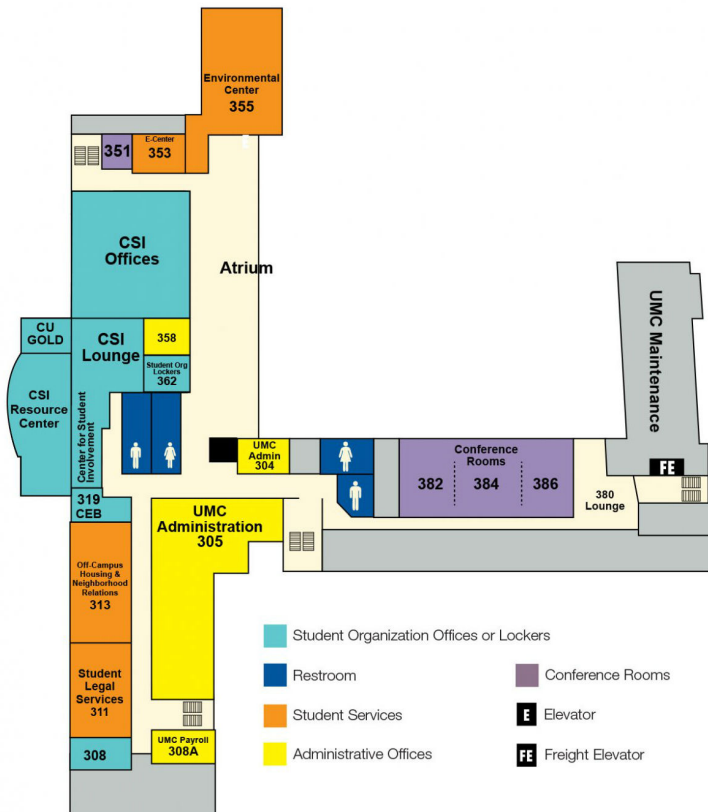 Environmental
Center
355
E
E-Center
353
351
CSI
Offices
Atrium
CU
GOLD
CSI
Lounge
358
Student Org
Lockers
362
CSI
Resource
Center
Center for Student
Involvement
UMC Maintenance
UMC
Admin
304
Conference
Rooms
382
384
386
FE
380
Lounge
319
CEB
UMC
Administration
305
Off-Campus
Housing &
Neighborhood
Relations
313
Student
Legal
Services
311
308
UMC Payroll
308A
Student Organization Offices or Lockers
Restroom
Conference Rooms
Student Services
E Elevator
Administrative Offices
FE Freight Elevator